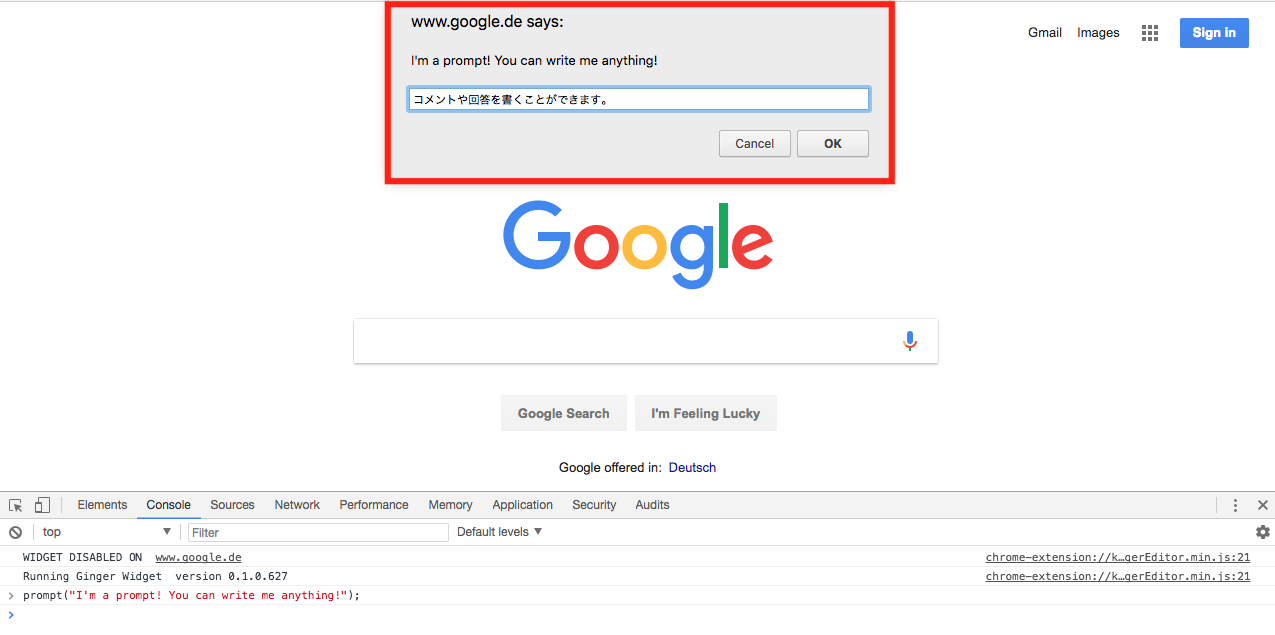 www.google.de says:
I'm a prompt! You can write me anything!
コメントや回答を書くことができます。
Cancel OK
Gmail Images Sign in
Google
Google Search I'm Feeling Lucky
Google offered in: Deutsch
Elements Console Sources Network Performance Memory Application Security Audits
top Filter Default levels
WIDGET DISABLED ON www.google.de chrome-extension://k…gerEditor.min.js:21
Running Ginger Widget version 0.1.0.627 chrome-extension://k…gerEditor.min.js:21
prompt("I'm a prompt! You can write me anything!");